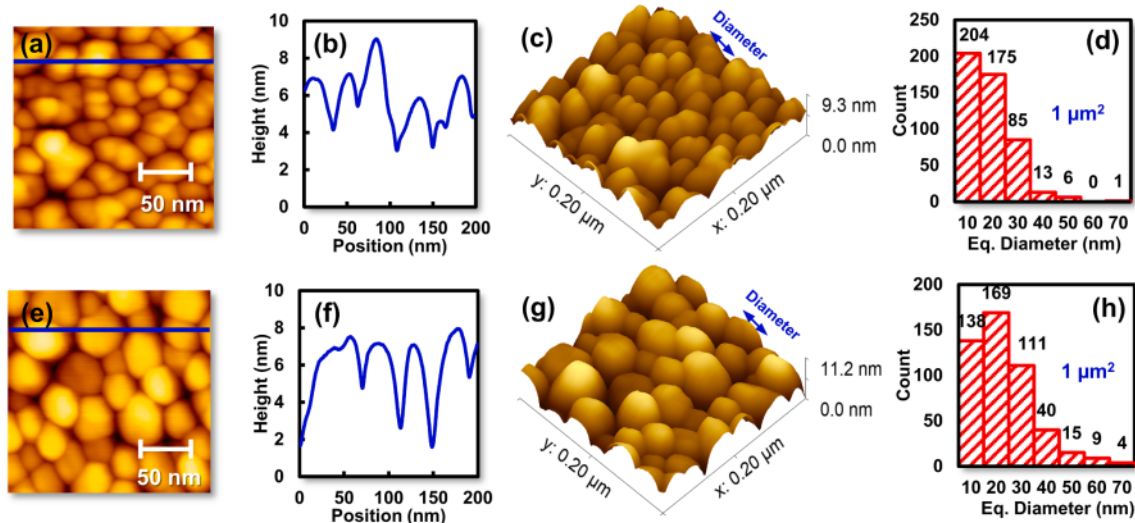 (a)
50 nm
(b)
Height (nm)
10
8
6
4
2
0
0 50 100 150 200
Position (nm)
(c)
Diameter
9.3 nm
0.0 nm
y: 0.20 µm
x: 0.20 µm
(d)
Count
250
200
150
100
50
0
204
175
85
13
6
0
1
1 µm²
10 20 30 40 50 60 70
Eq. Diameter (nm)
(e)
50 nm
(f)
Height (nm)
10
8
6
4
2
0
0 50 100 150 200
Position (nm)
(g)
Diameter
11.2 nm
0.0 nm
y: 0.20 µm
x: 0.20 µm
(h)
Count
200
150
100
50
0
138
169
111
40
15
9
4
1 µm²
10 20 30 40 50 60 70
Eq. Diameter (nm)